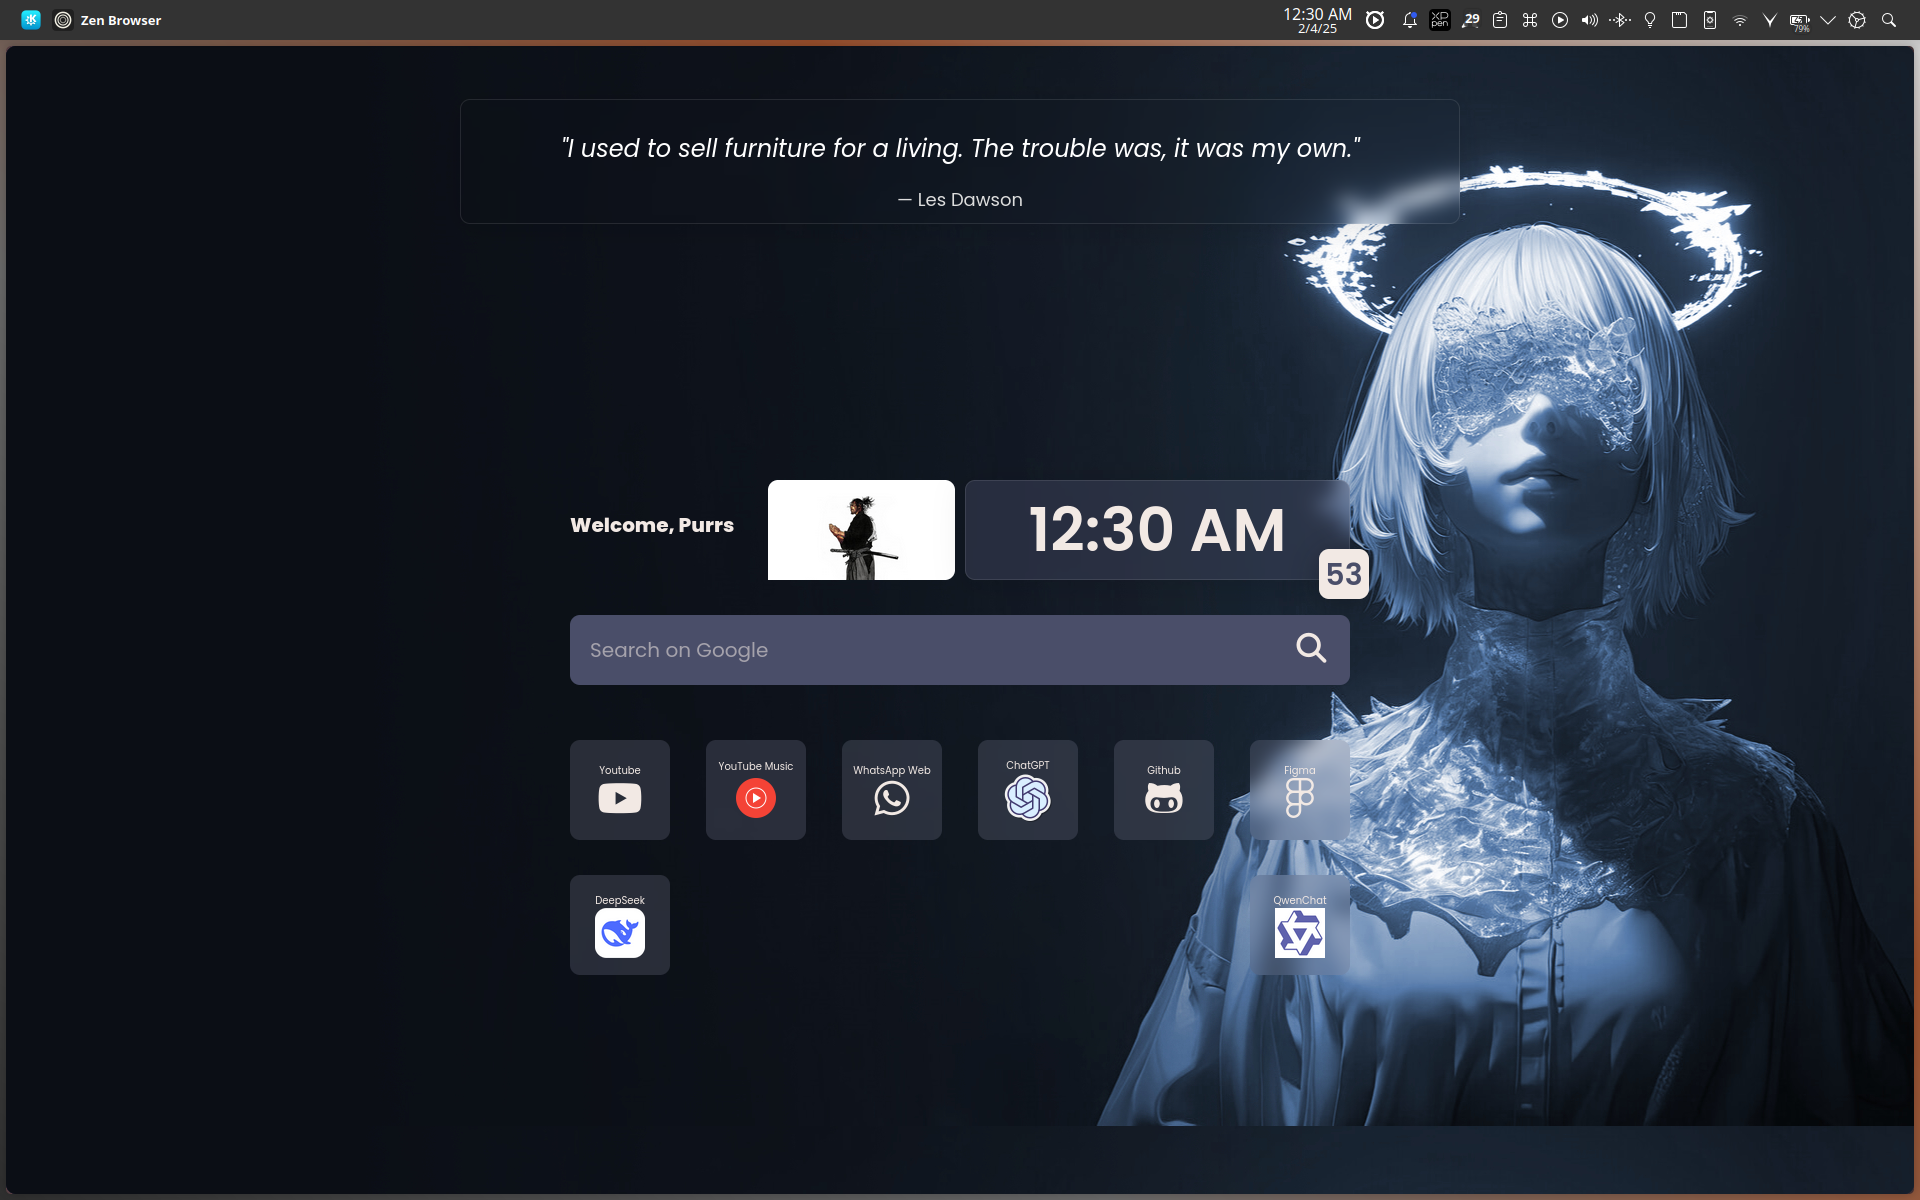 Zen Browser
12:30 AM
2/4/25
XP
pen
29
79%
"I used to sell furniture for a living. The trouble was, it was my own."
— Les Dawson
Welcome, Purrs
12:30 AM
53
Search on Google
Youtube
YouTube Music
WhatsApp Web
ChatGPT
Github
Figma
DeepSeek
QwenChat